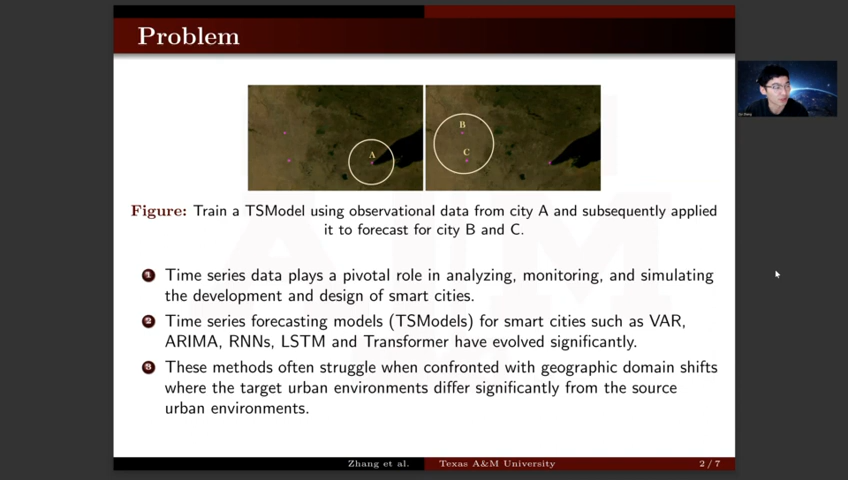 Problem
A
B
C
Figure: Train a TSModel using observational data from city A and subsequently applied
it to forecast for city B and C.
1 Time series data plays a pivotal role in analyzing, monitoring, and simulating
the development and design of smart cities.
2 Time series forecasting models (TSModels) for smart cities such as VAR,
ARIMA, RNNs, LSTM and Transformer have evolved significantly.
3 These methods often struggle when confronted with geographic domain shifts
where the target urban environments differ significantly from the source
urban environments.
Zhang et al. Texas A&M University 2 / 7